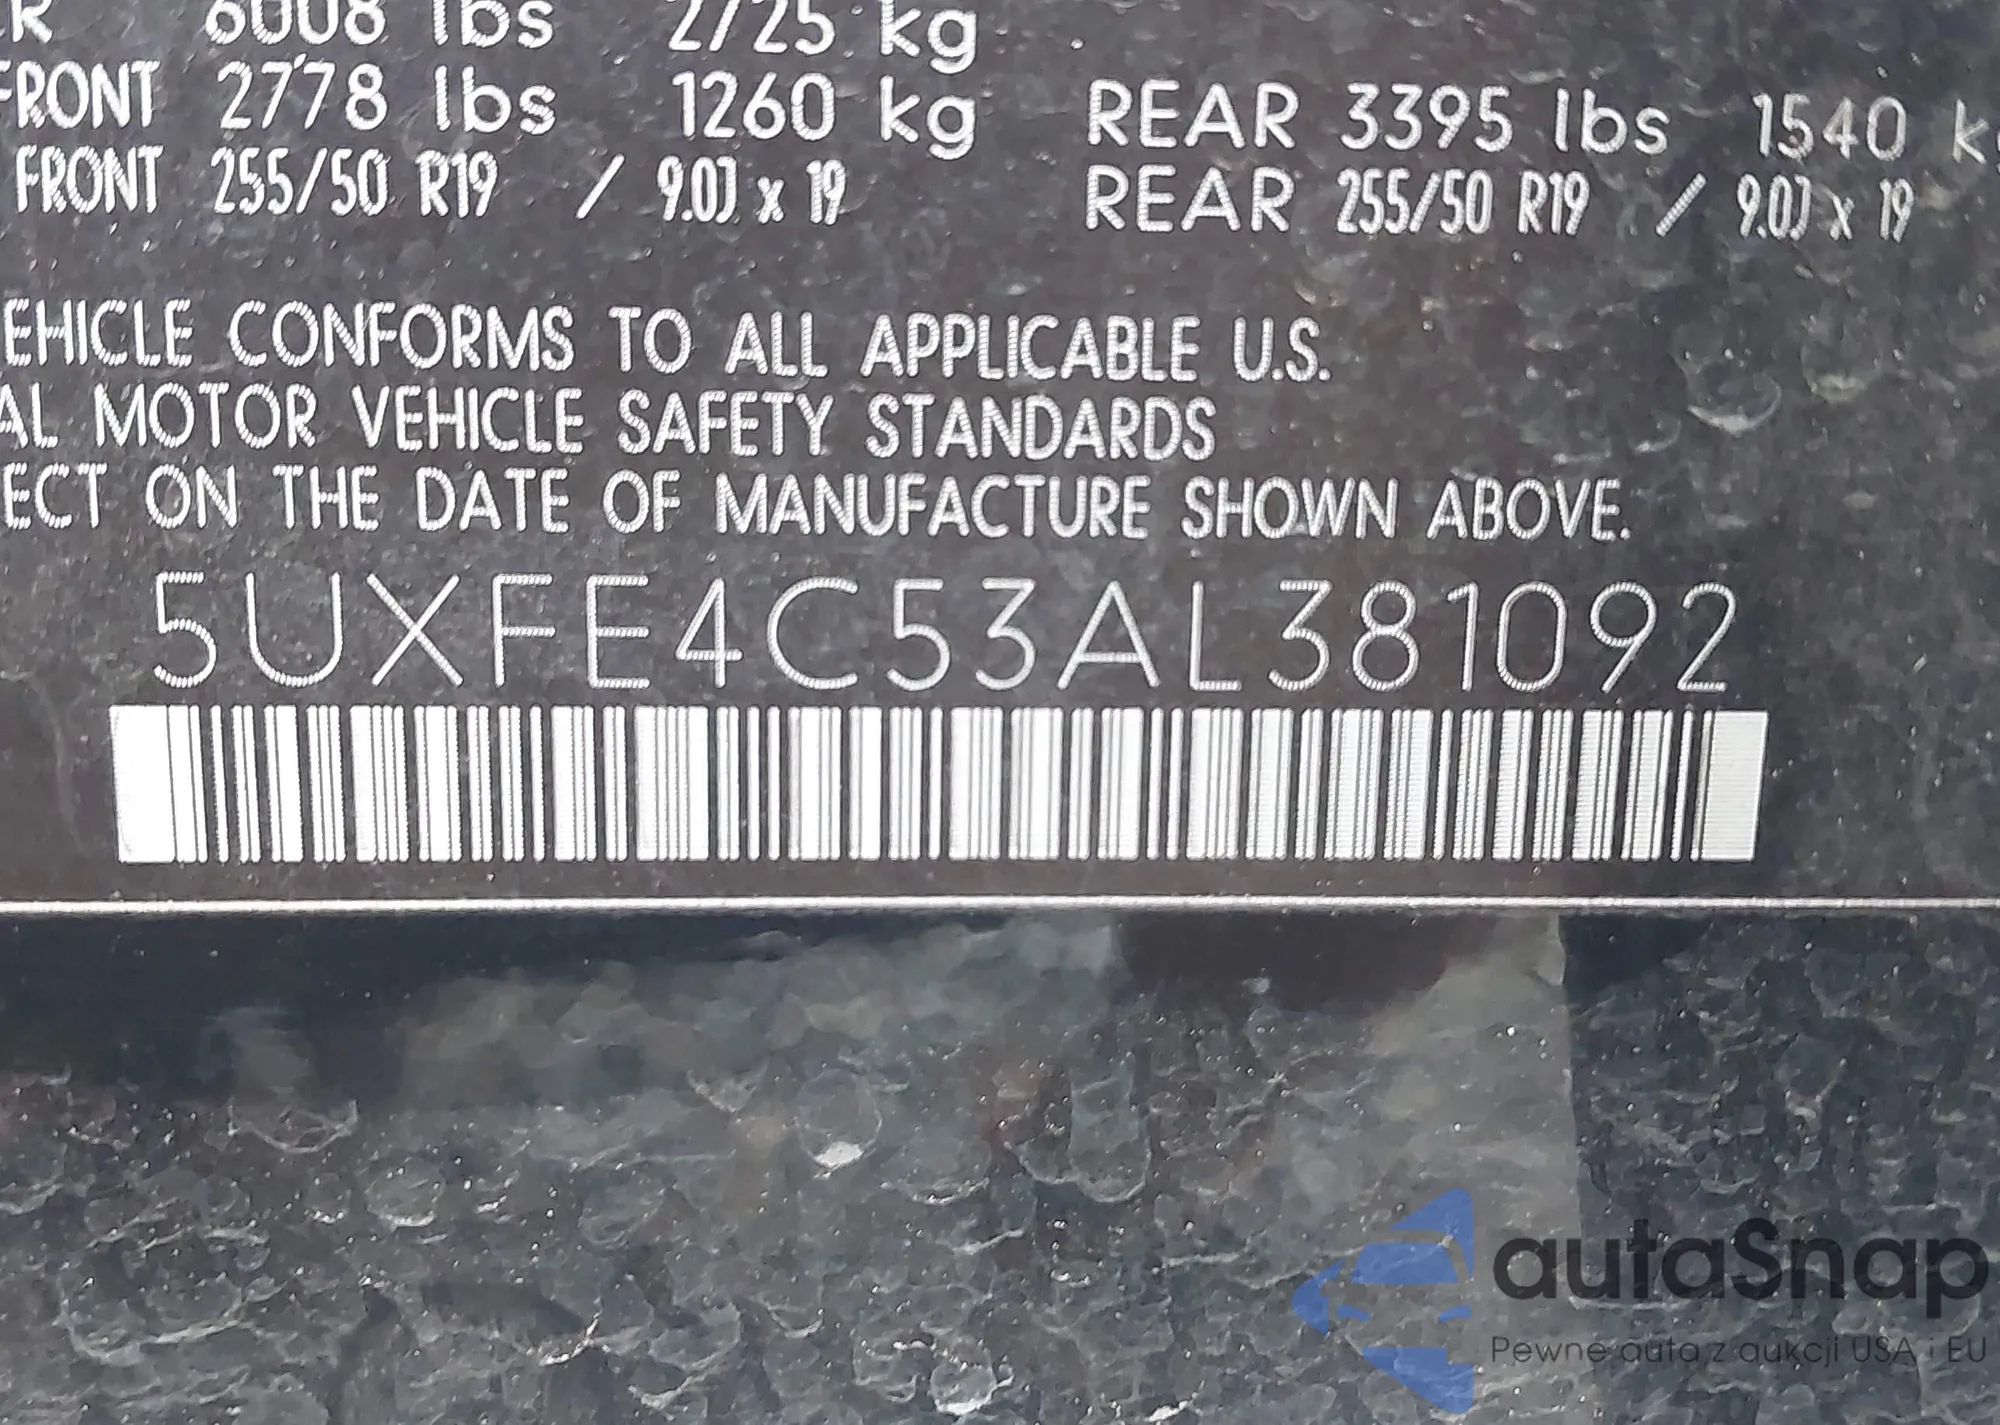 R 6008 lbs 2725 kg
FRONT 2778 lbs 1260 kg REAR 3395 lbs 1540 k
FRONT 255/50 R19 / 9.0J x 19 REAR 255/50 R19 / 9.0J x 19
EHICLE CONFORMS TO ALL APPLICABLE U.S.
AL MOTOR VEHICLE SAFETY STANDARDS
ECT ON THE DATE OF MANUFACTURE SHOWN ABOVE.
5UXFE4C53AL381092
autaSnap
Pewne auta z aukcji USA i EU